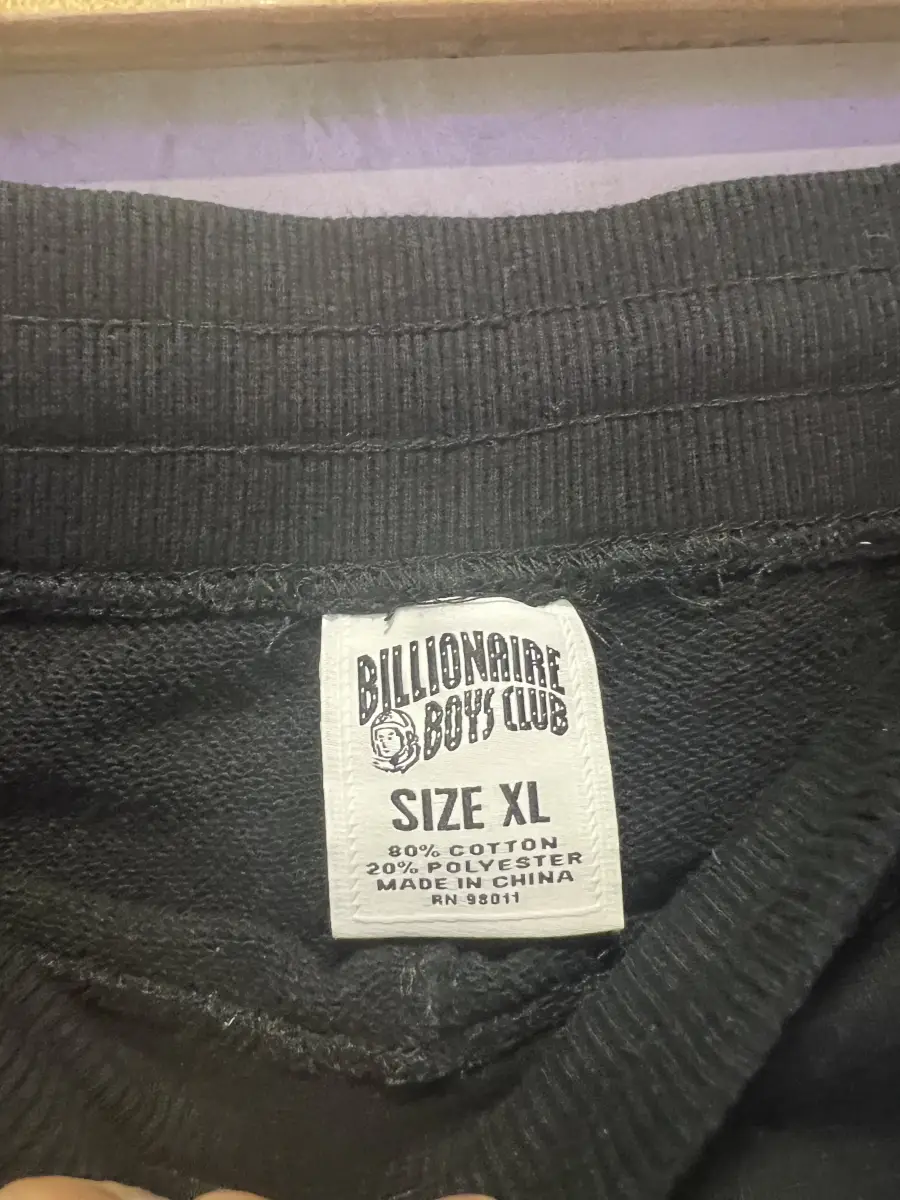 BILLIONAIRE
BOYS CLUB
SIZE XL
80% COTTON
20% POLYESTER
MADE IN CHINA
RN 98011